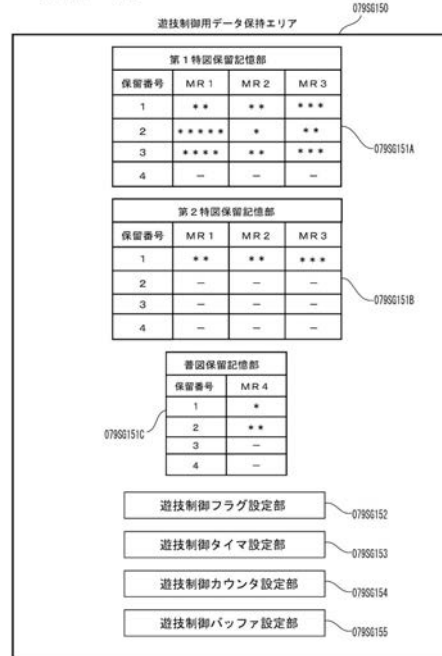 079SG150
遊技制御用データ保持エリア
第1特図保留記憶部
保留番号 MR1 MR2 MR3
1 ** ** ***
2 ***** * **
3 **** ** ***
4 − − −
079SG151A
第2特図保留記憶部
保留番号 MR1 MR2 MR3
1 ** ** ***
2 − − −
3 − − −
4 − − −
079SG151B
普図保留記憶部
保留番号 MR4
1 *
2 **
3 −
4 −
079SG151C
遊技制御フラグ設定部
079SG152
遊技制御タイマ設定部
079SG153
遊技制御カウンタ設定部
079SG154
遊技制御バッファ設定部
079SG155